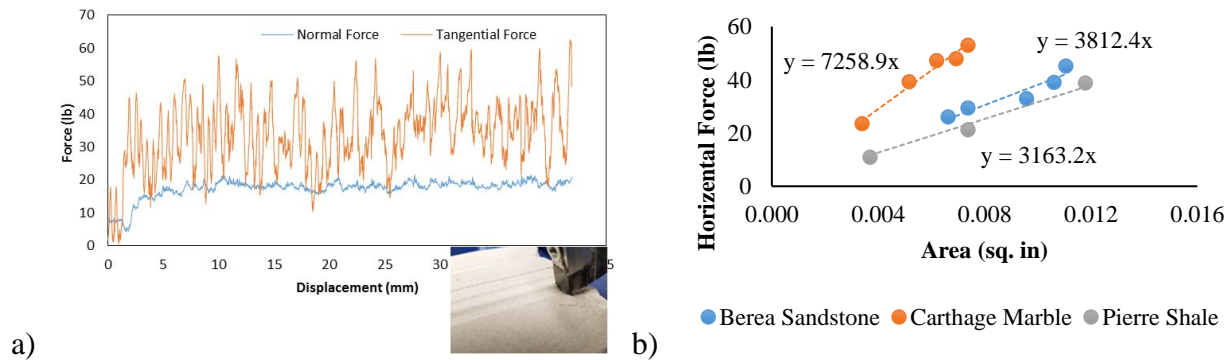 70
60
50
40
30
20
10
0
Force (lb)
Normal Force Tangential Force
0 5 10 15 20 25 30 5
Displacement (mm)
a)
60
40
20
0
Horizental Force (lb)
y = 7258.9x
y = 3812.4x
y = 3163.2x
0.000 0.004 0.008 0.012 0.016
Area (sq. in)
Berea Sandstone Carthage Marble Pierre Shale
b)